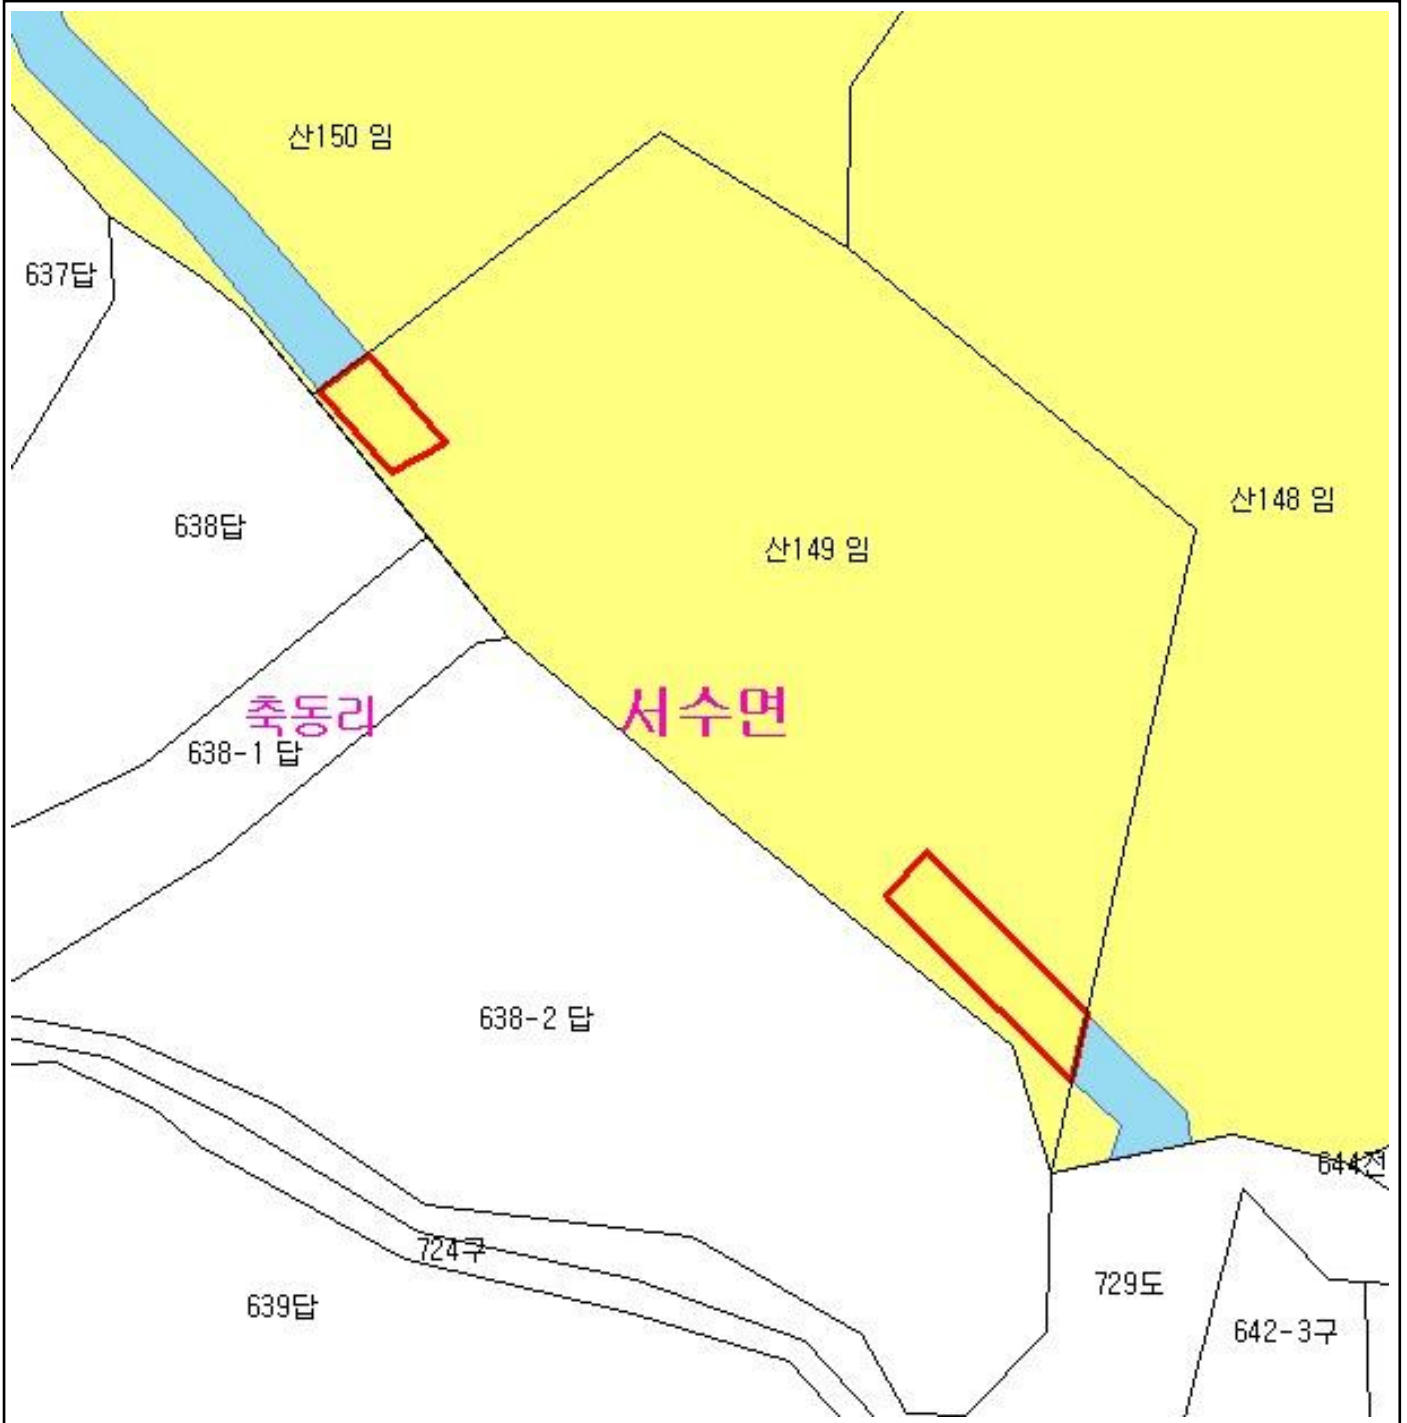 산150 임
637답
산148 임
638답
산149 임
축동리
서수면
638-1 답
638-2 답
644전
724구
729도
639답
642-3구